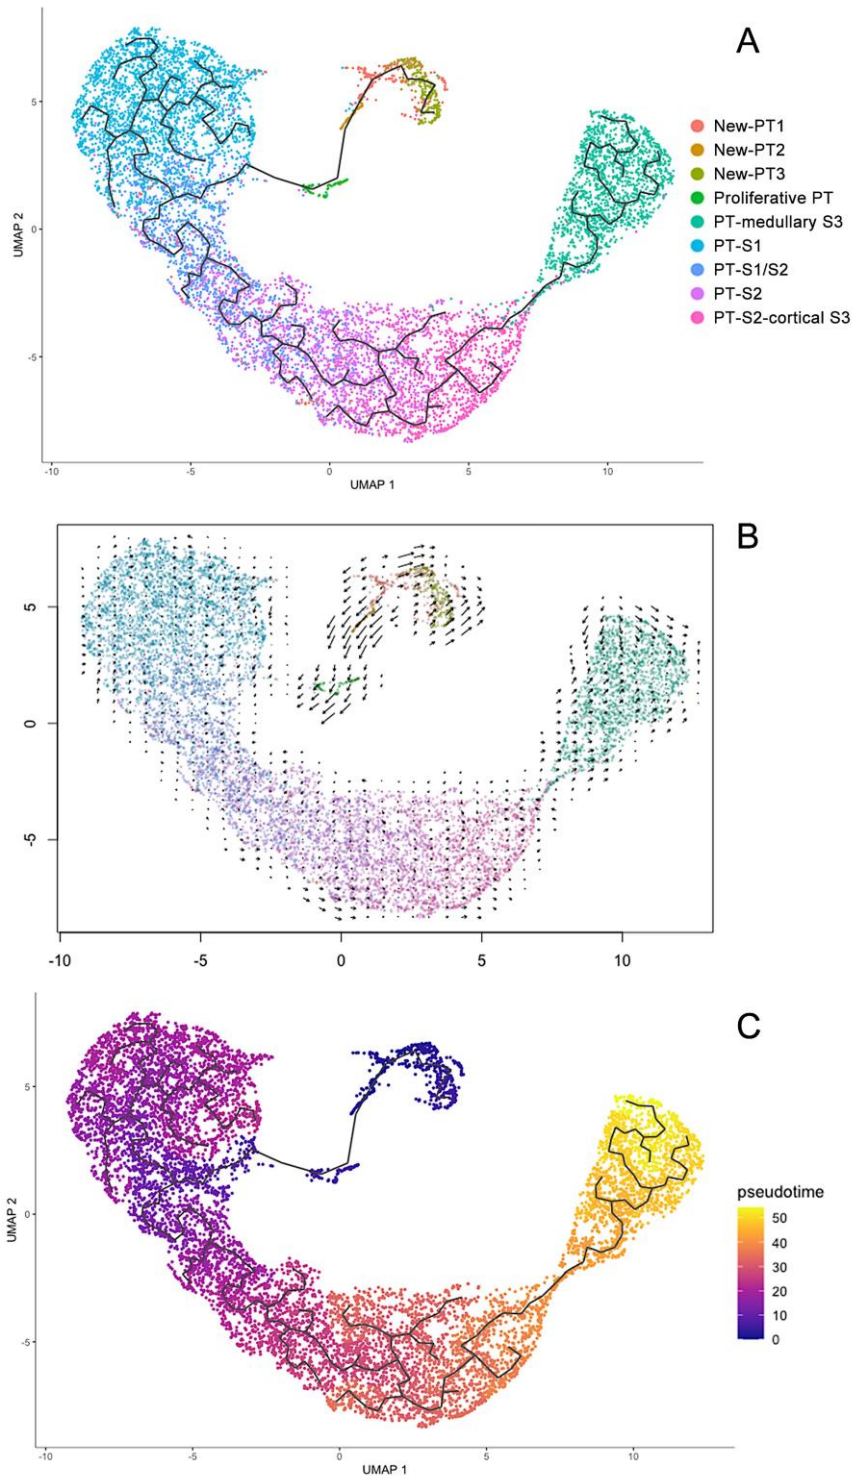 A
5
0
-5
UMAP 2
-10
-5
0
5
10
UMAP 1
New-PT1
New-PT2
New-PT3
Proliferative PT
PT-medullary S3
PT-S1
PT-S1/S2
PT-S2
PT-S2-cortical S3
B
5
0
-5
-10
-5
0
5
10
C
5
0
-5
UMAP 2
-10
-5
0
5
10
UMAP 1
pseudotime
50
40
30
20
10
0